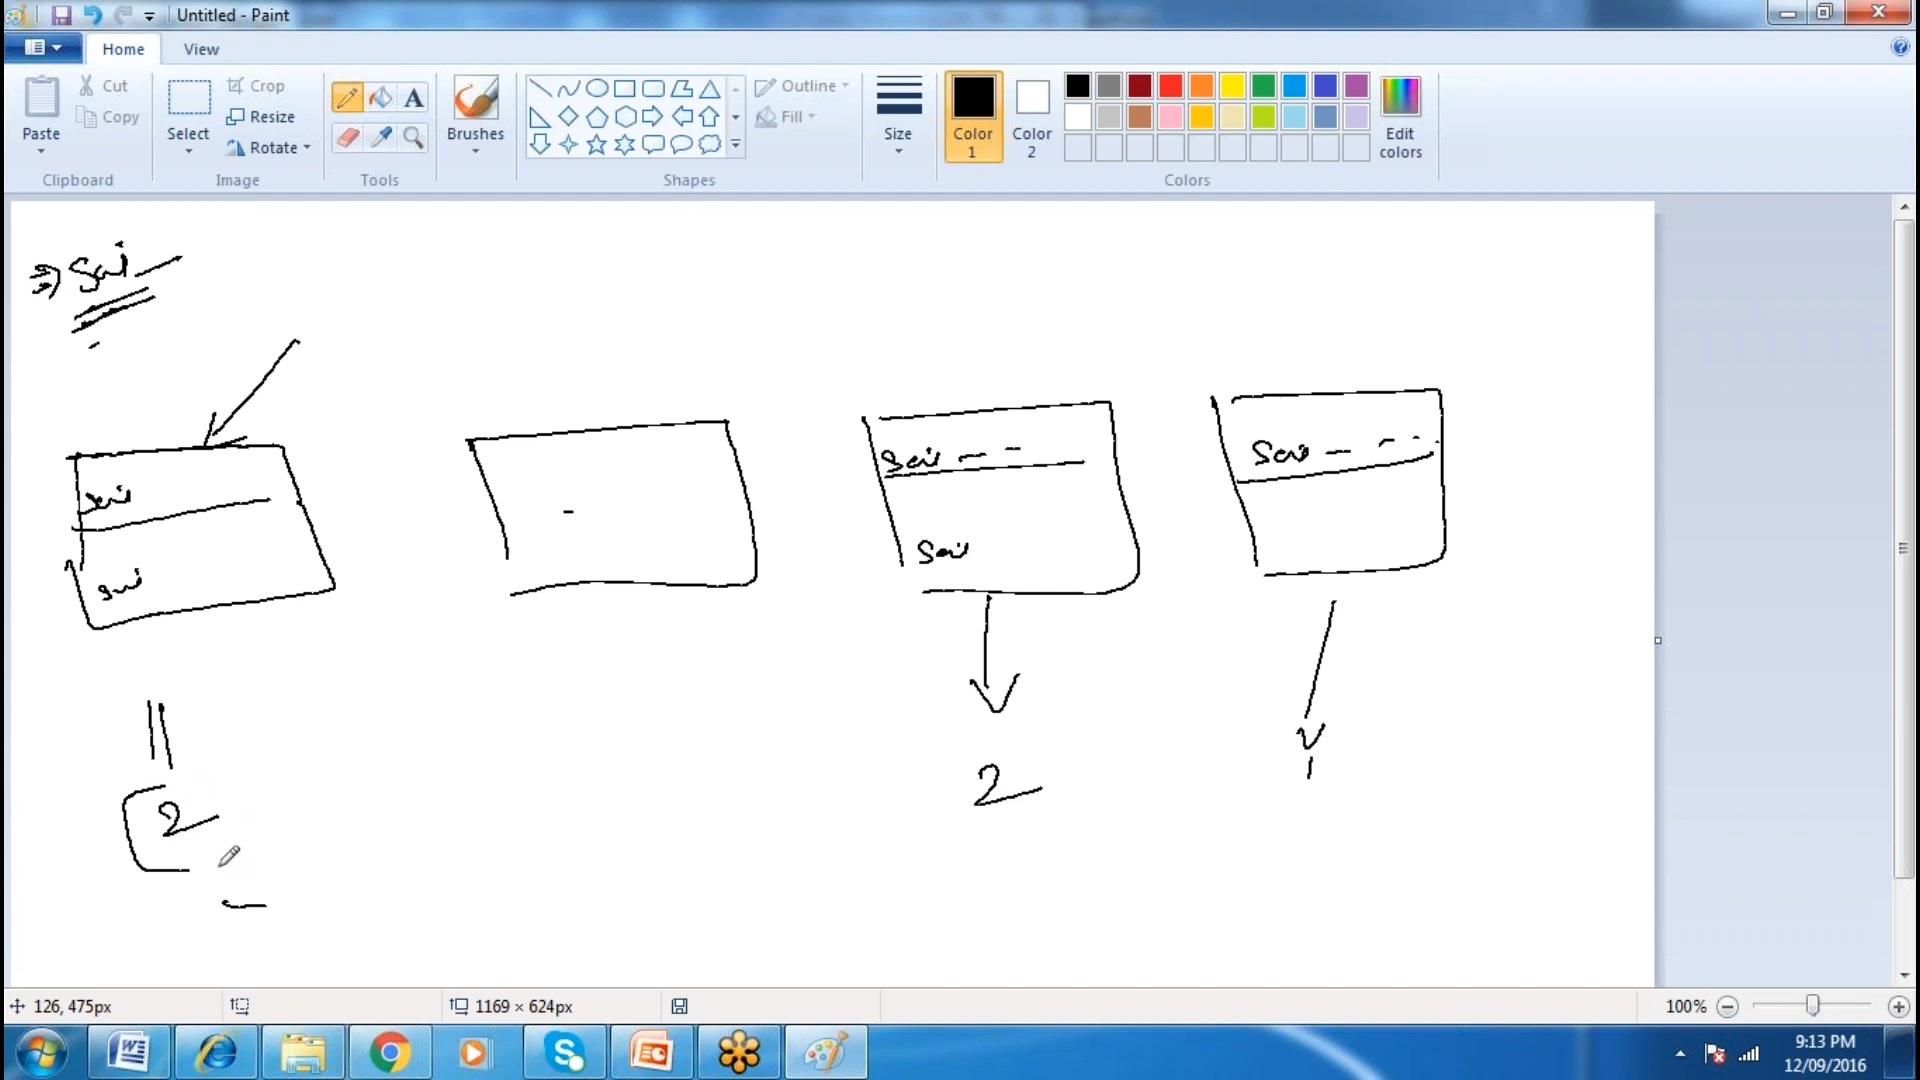 Untitled - Paint
Home View
Paste
Cut
Copy
Clipboard
Select
Crop
Resize
Rotate
Image
Tools
Brushes
Shapes
Outline
Fill
Size
Color 1
Color 2
Edit colors
Colors
⇒) Sai
Sai
Sai
Sai - -
Sai
Sai - - - -
2
2
1
126, 475px
1169 × 624px
100%
9:13 PM
12/09/2016